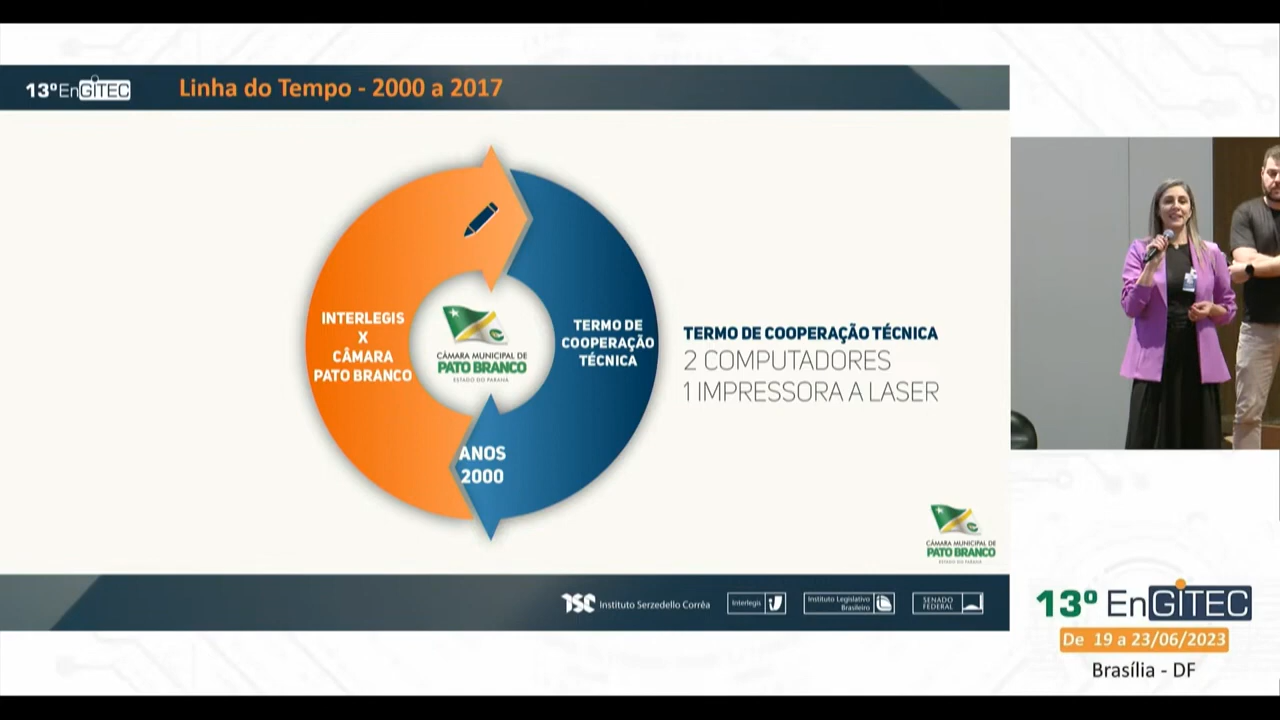 13º EnGITEC
Linha do Tempo - 2000 a 2017
INTERLEGIS
X
CÂMARA
PATO BRANCO
CÂMARA MUNICIPAL DE
PATO BRANCO
ESTADO DO PARANÁ
TERMO DE
COOPERAÇÃO
TÉCNICA
ANOS
2000
TERMO DE COOPERAÇÃO TÉCNICA
2 COMPUTADORES
1 IMPRESSORA A LASER
CÂMARA MUNICIPAL DE
PATO BRANCO
ESTADO DO PARANÁ
ISC Instituto Serzedello Corrêa
Interlegis
Instituto Legislativo
Brasileiro
SENADO
FEDERAL
13º EnGITEC
De 19 a 23/06/2023
Brasília - DF